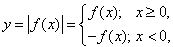 y = |f(x)| = { f(x); x ≥ 0,
−f(x); x < 0,